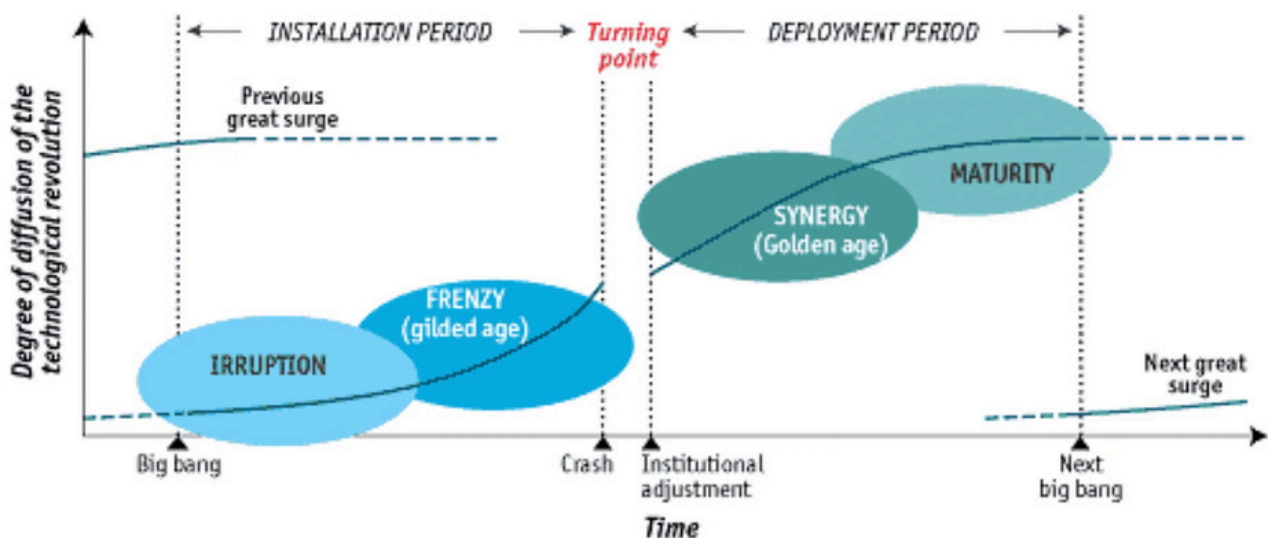 INSTALLATION PERIOD
Turning
point
DEPLOYMENT PERIOD
Degree of diffusion of the
technological revolution
Previous
great surge
IRRUPTION
FRENZY
(gilded age)
SYNERGY
(Golden age)
MATURITY
Next great
surge
Big bang
Crash
Institutional
adjustment
Next
big bang
Time